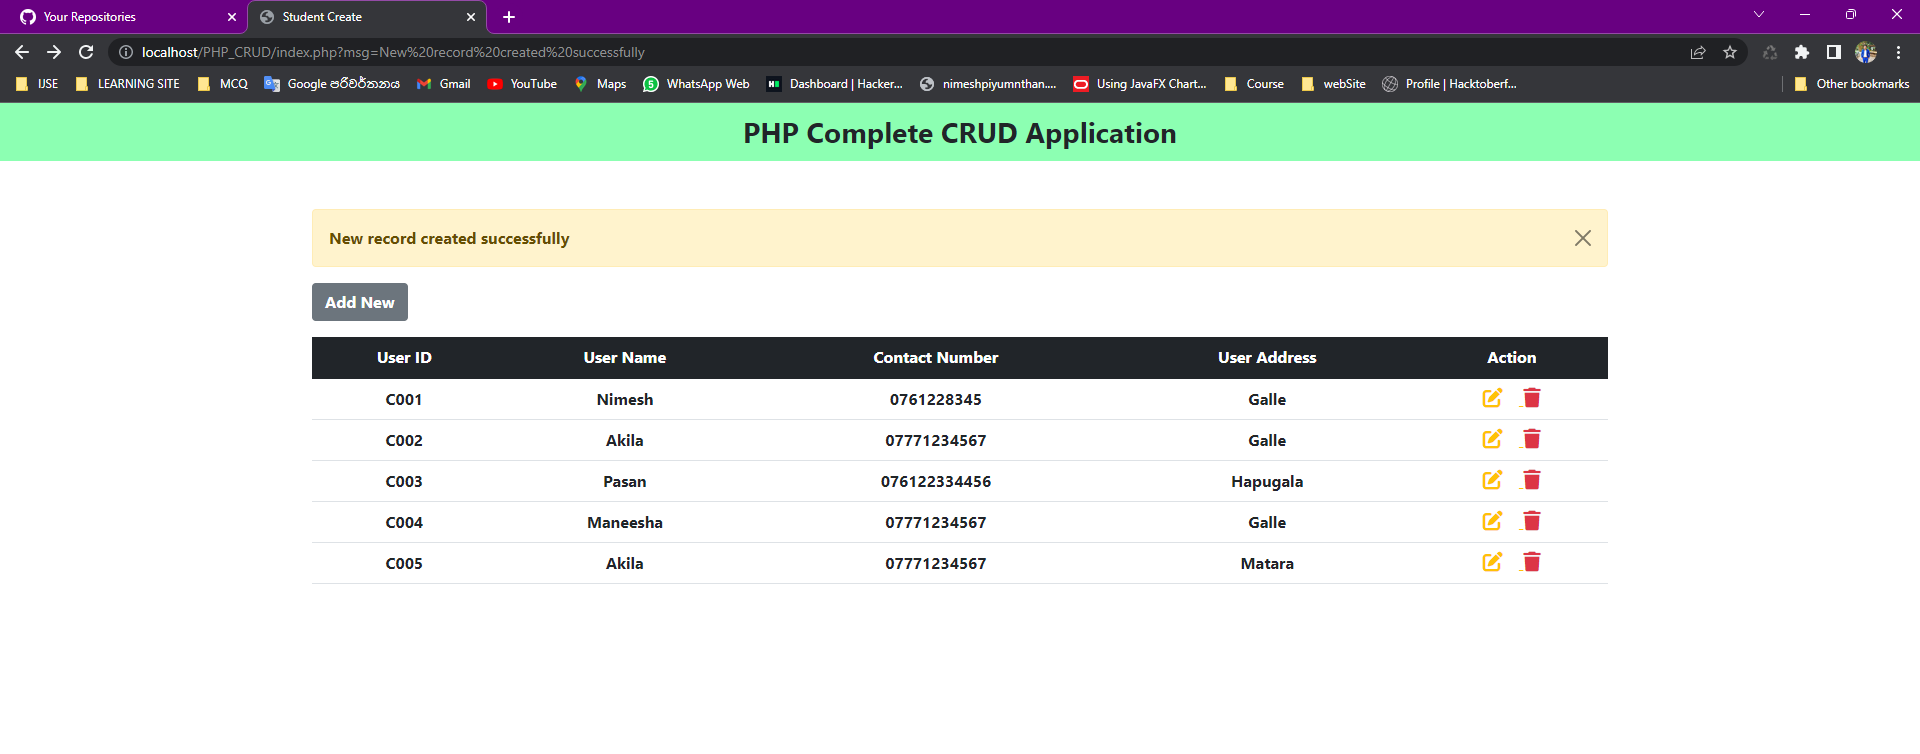 Your Repositories
Student Create
localhost/PHP_CRUD/index.php?msg=New%20record%20created%20successfully
IJSE LEARNING SITE MCQ Google පරිවර්තනය Gmail YouTube Maps WhatsApp Web Dashboard | Hacker... nimeshpiyumnthan.... Using JavaFX Chart... Course webSite Profile | Hacktoberf... Other bookmarks
PHP Complete CRUD Application
New record created successfully
Add New
User ID User Name Contact Number User Address Action
C001 Nimesh 0761228345 Galle
C002 Akila 07771234567 Galle
C003 Pasan 076122334456 Hapugala
C004 Maneesha 07771234567 Galle
C005 Akila 07771234567 Matara